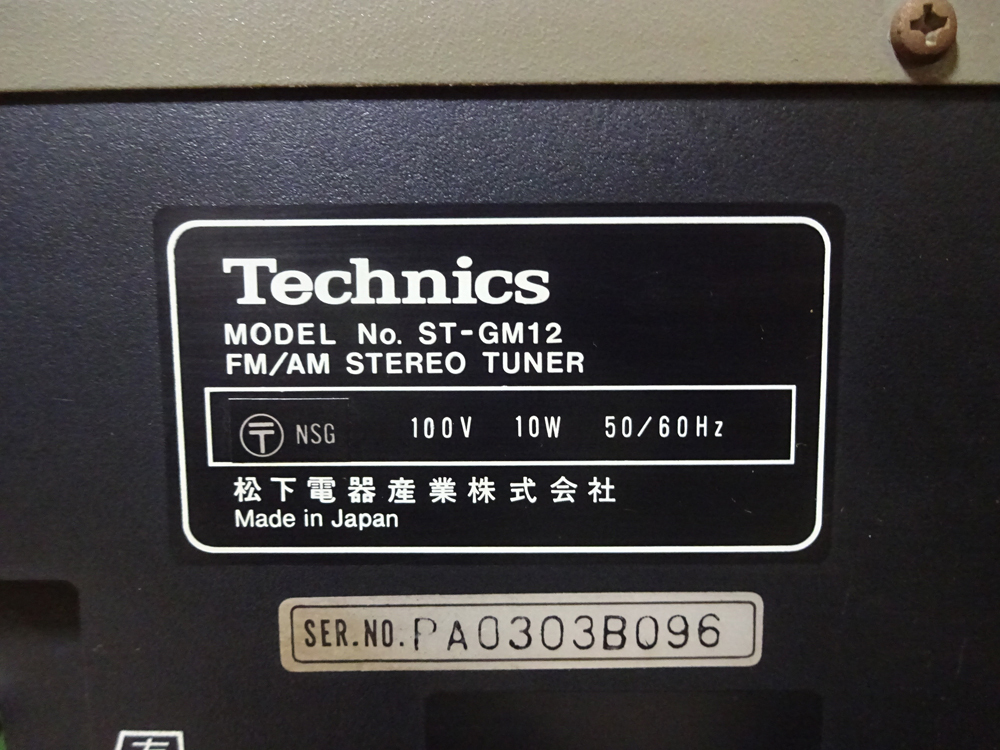 Technics
MODEL No. ST-GM12
FM/AM STEREO TUNER
〒 NSG 100V 10W 50/60Hz
松下電器産業株式会社
Made in Japan
SER.NO. PA0303B096